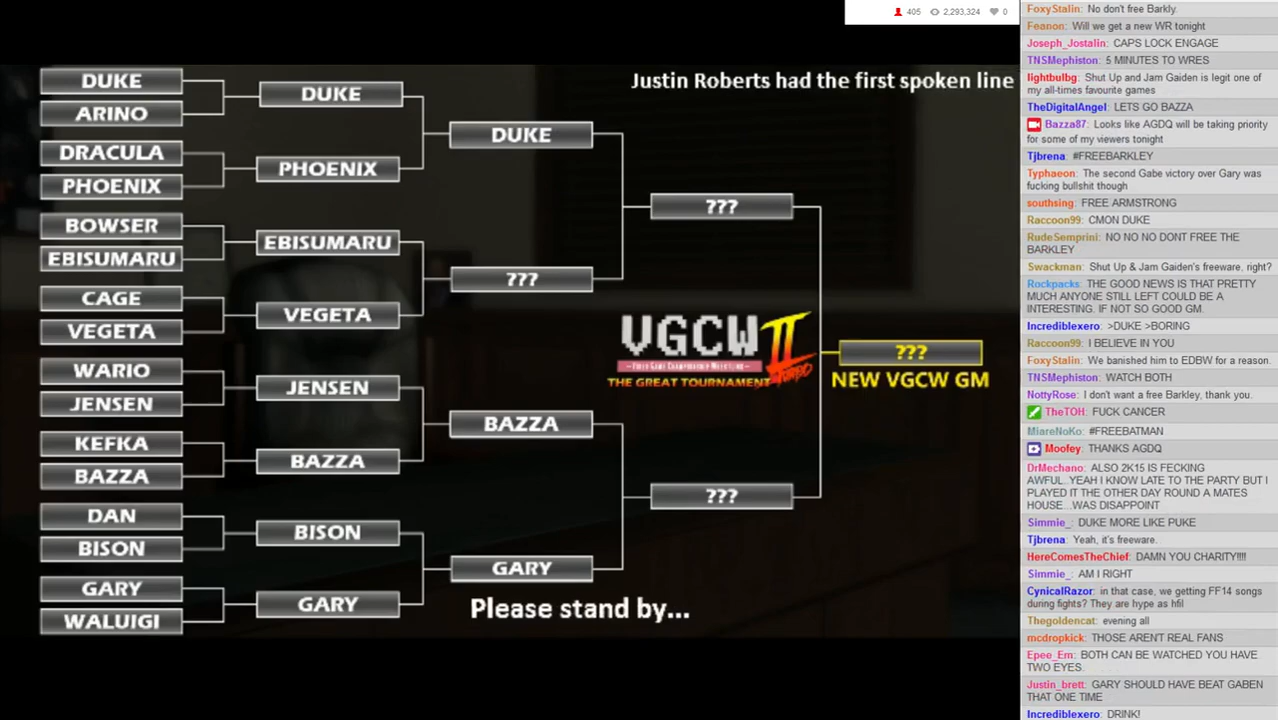 405 2,293,324 0
Justin Roberts had the first spoken line
DUKE
ARINO
DRACULA
PHOENIX
BOWSER
EBISUMARU
CAGE
VEGETA
WARIO
JENSEN
KEFKA
BAZZA
DAN
BISON
GARY
WALUIGI
DUKE
PHOENIX
EBISUMARU
VEGETA
JENSEN
BAZZA
BISON
GARY
DUKE
???
BAZZA
GARY
???
???
VGCW II
VIDEO GAME CHAMPIONSHIP WRESTLING
THE GREAT TOURNAMENT TURBO
???
NEW VGCW GM
Please stand by...
FoxyStalin: No don't free Barkly.
Feanon: Will we get a new WR tonight
Joseph_Jostalin: CAPS LOCK ENGAGE
TNSMephiston: 5 MINUTES TO WRES
lightbulbg: Shut Up and Jam Gaiden is legit one of
my all-times favourite games
TheDigitalAngel: LETS GO BAZZA
Bazza87: Looks like AGDQ will be taking priority
for some of my viewers tonight
Tjbrena: #FREEBARKLEY
Typhaeon: The second Gabe victory over Gary was
fucking bullshit though
southsing: FREE ARMSTRONG
Raccoon99: CMON DUKE
RudeSemprini: NO NO NO DONT FREE THE
BARKLEY
Swackman: Shut Up & Jam Gaiden's freeware, right?
Rockpacks: THE GOOD NEWS IS THAT PRETTY
MUCH ANYONE STILL LEFT COULD BE A
INTERESTING. IF NOT SO GOOD GM.
Incrediblexero: >DUKE >BORING
Raccoon99: I BELIEVE IN YOU
FoxyStalin: We banished him to EDBW for a reason.
TNSMephiston: WATCH BOTH
NottyRose: I don't want a free Barkley, thank you.
TheTOH: FUCK CANCER
MiareNoKo: #FREEBATMAN
Moofey: THANKS AGDQ
DrMechano: ALSO 2K15 IS FECKING
AWFUL..YEAH I KNOW LATE TO THE PARTY BUT I
PLAYED IT THE OTHER DAY ROUND A MATES
HOUSE...WAS DISAPPOINT
Simmie_: DUKE MORE LIKE PUKE
Tjbrena: Yeah, it's freeware.
HereComesTheChief: DAMN YOU CHARITY!!!!
Simmie_: AM I RIGHT
CynicalRazor: in that case, we getting FF14 songs
during fights? They are hype as hfil
Thegoldencat: evening all
mcdropkick: THOSE AREN'T REAL FANS
Epee_Em: BOTH CAN BE WATCHED YOU HAVE
TWO EYES.
Justin_brett: GARY SHOULD HAVE BEAT GABEN
THAT ONE TIME
Incrediblexero: DRINK!